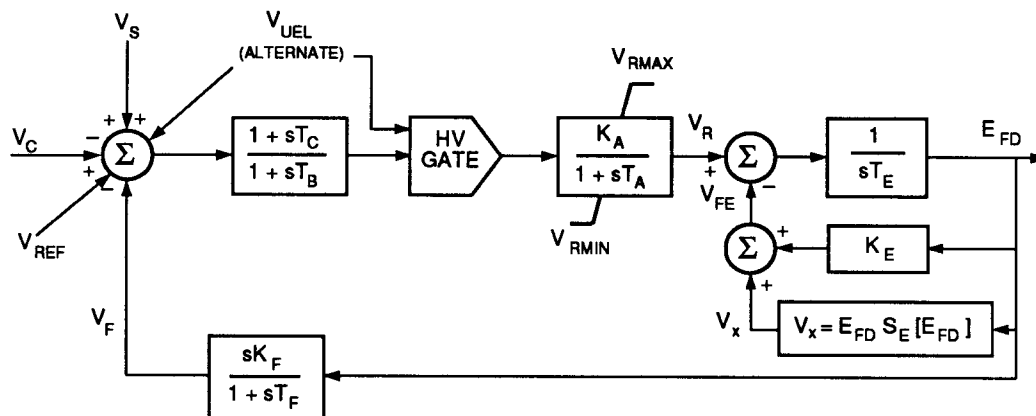 V_S
V_UEL
(ALTERNATE)
V_RMAX
V_C
+ +
−
Σ
+
−
V_REF
1 + sT_C
1 + sT_B
HV
GATE
K_A
1 + sT_A
V_RMIN
V_R
+
Σ
−
V_FE
1
sT_E
E_FD
Σ
+
+
K_E
V_x
V_x = E_FD S_E [E_FD]
V_F
sK_F
1 + sT_F